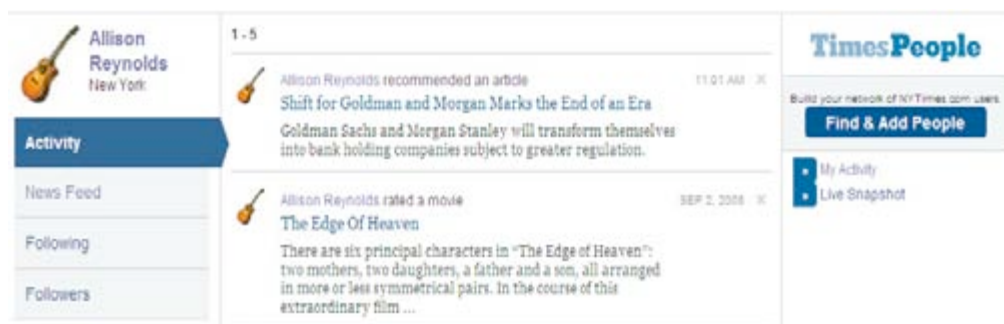 Allison
Reynolds
New York
Activity
News Feed
Following
Followers
1 - 5
Allison Reynolds recommended an article
11:01 AM X
Shift for Goldman and Morgan Marks the End of an Era
Goldman Sachs and Morgan Stanley will transform themselves
into bank holding companies subject to greater regulation.
Allison Reynolds rated a movie
SEP 2, 2008 X
The Edge Of Heaven
There are six principal characters in “The Edge of Heaven”:
two mothers, two daughters, a father and a son, all arranged
in more or less symmetrical pairs. In the course of this
extraordinary film ...
TimesPeople
Build your network of NYTimes.com users
Find & Add People
My Activity
Live Snapshot